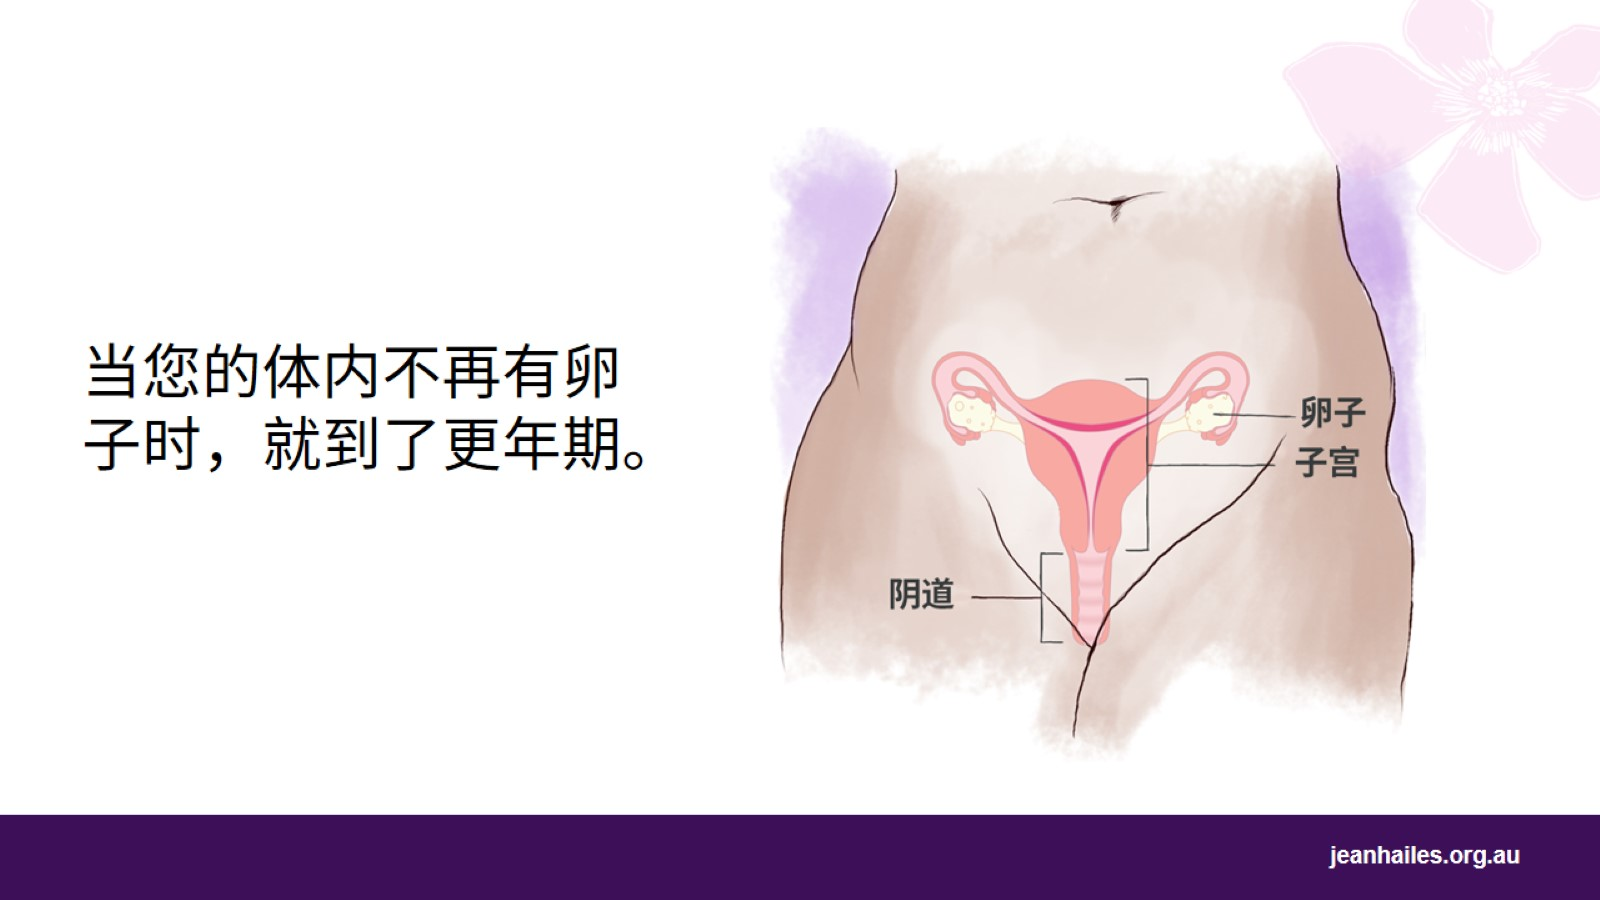 当您的体内不再有卵
子时，就到了更年期。
卵子
子宫
阴道
jeanhailes.org.au